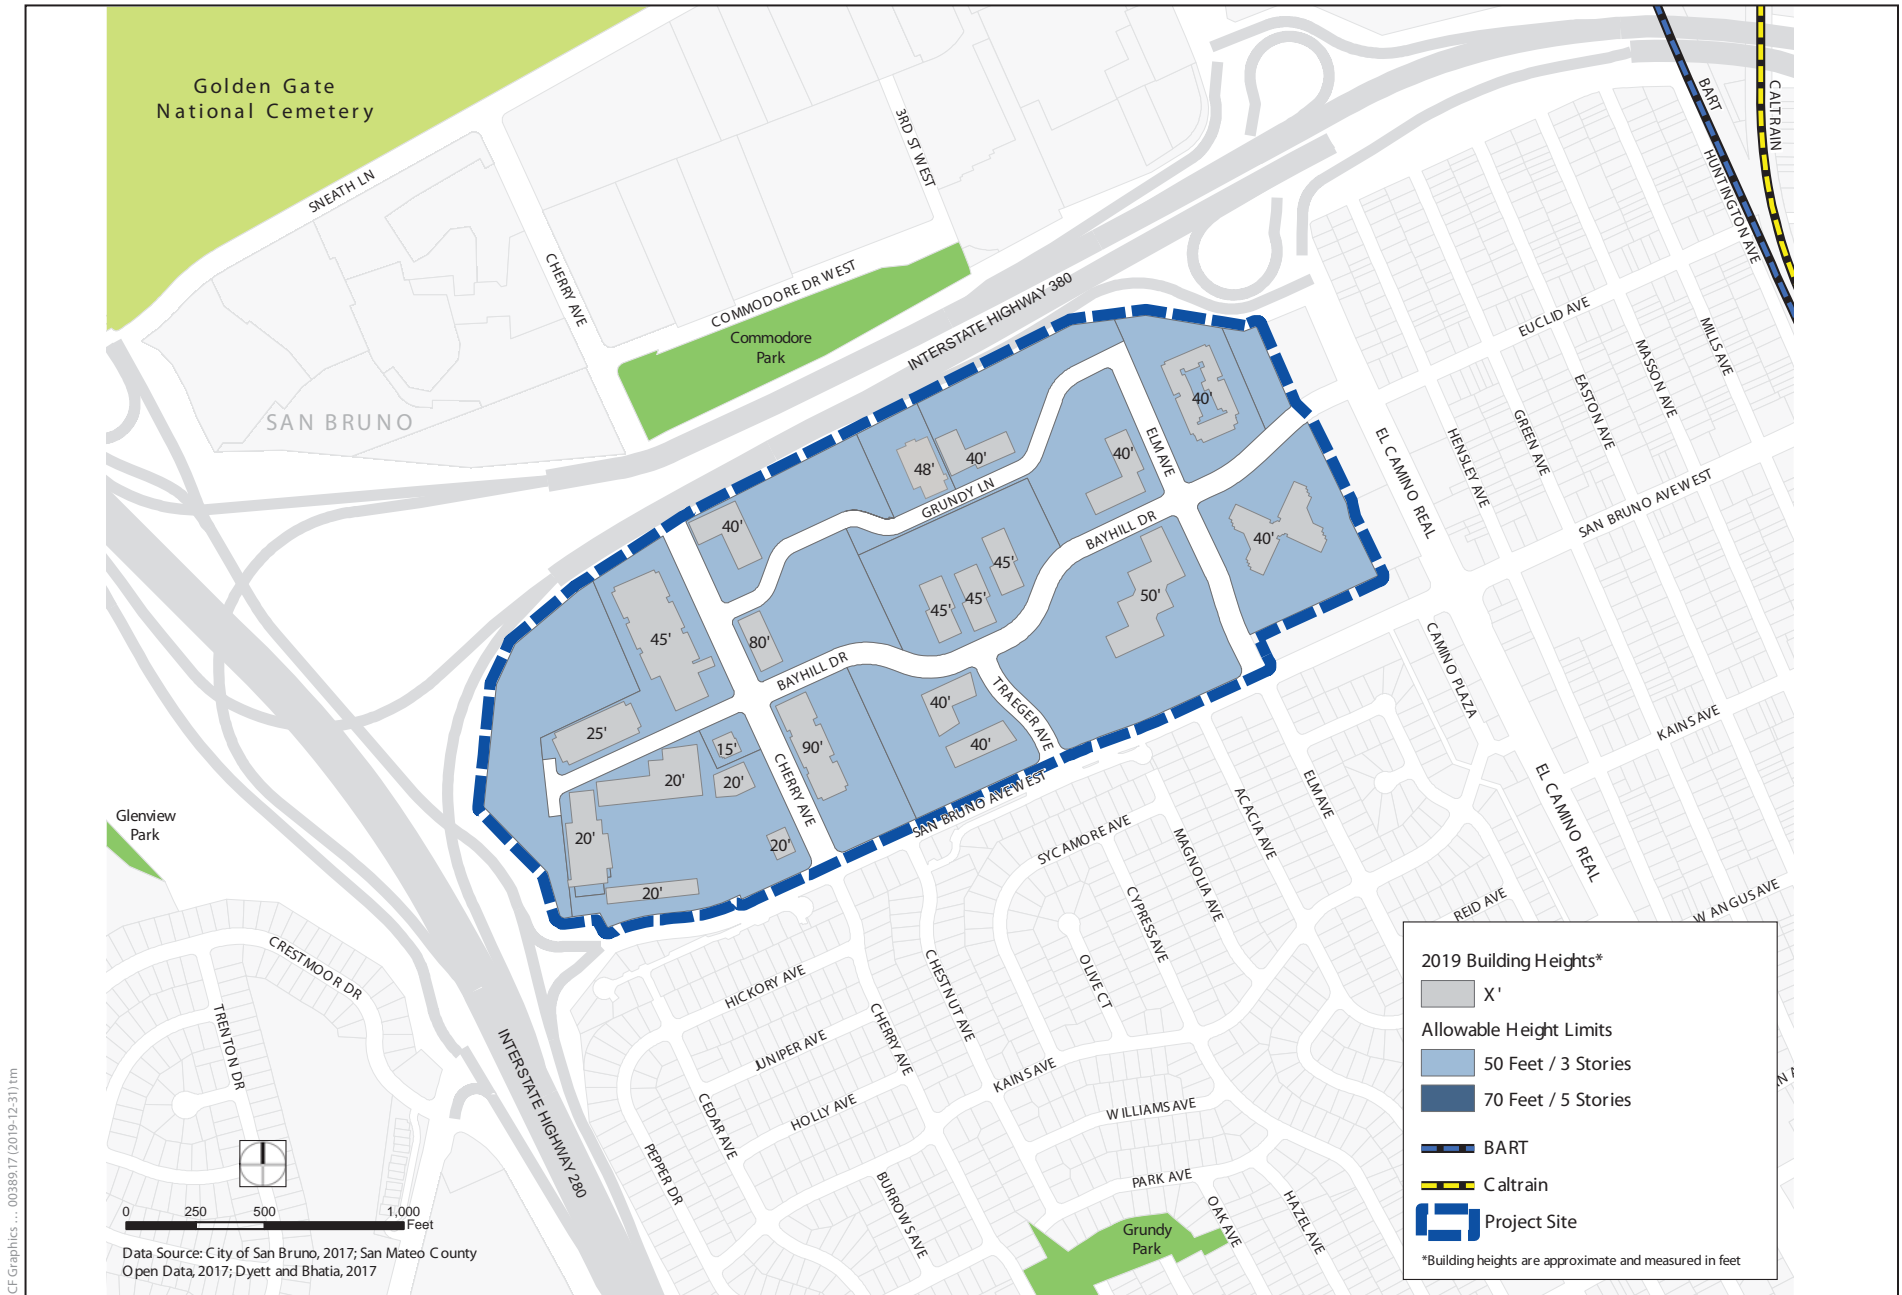 Golden Gate
National Cemetery
SNEATH LN
CHERRY AVE
3RD ST WEST
COMMODORE DR WEST
Commodore
Park
INTERSTATE HIGHWAY 380
SAN BRUNO
BART
CALTRAIN
HUNTINGTON AVE
EUCLID AVE
MILLS AVE
MASSON AVE
EASTON AVE
GREEN AVE
HENSLEY AVE
EL CAMINO REAL
SAN BRUNO AVE WEST
40'
48'
40'
40'
ELM AVE
GRUNDY LN
40'
BAYHILL DR
40'
45'
45'
45'
50'
45'
80'
BAYHILL DR
25'
15'
90'
40'
40'
TRAEGER AVE
20'
20'
CHERRY AVE
20'
20'
20'
SAN BRUNO AVE WEST
CAMINO PLAZA
KAINS AVE
EL CAMINO REAL
ELM AVE
ACACIA AVE
SYCAMORE AVE
MAGNOLIA AVE
CYPRESS AVE
REID AVE
W ANGUS AVE
Glenview
Park
CRESTMOOR DR
TRENTON DR
HICKORY AVE
CHESTNUT AVE
OLIVE CT
JUNIPER AVE
CHERRY AVE
KAINS AVE
HOLLY AVE
CEDAR AVE
WILLIAMS AVE
INTERSTATE HIGHWAY 280
PEPPER DR
BURROWS AVE
PARK AVE
OAK AVE
HAZEL AVE
Grundy
Park
2019 Building Heights*
X'
Allowable Height Limits
50 Feet / 3 Stories
70 Feet / 5 Stories
BART
Caltrain
Project Site
*Building heights are approximate and measured in feet
0 250 500 1,000
Feet
Data Source: City of San Bruno, 2017; San Mateo County
Open Data, 2017; Dyett and Bhatia, 2017
CF Graphics ... 00389.17 (2019-12-31) tm